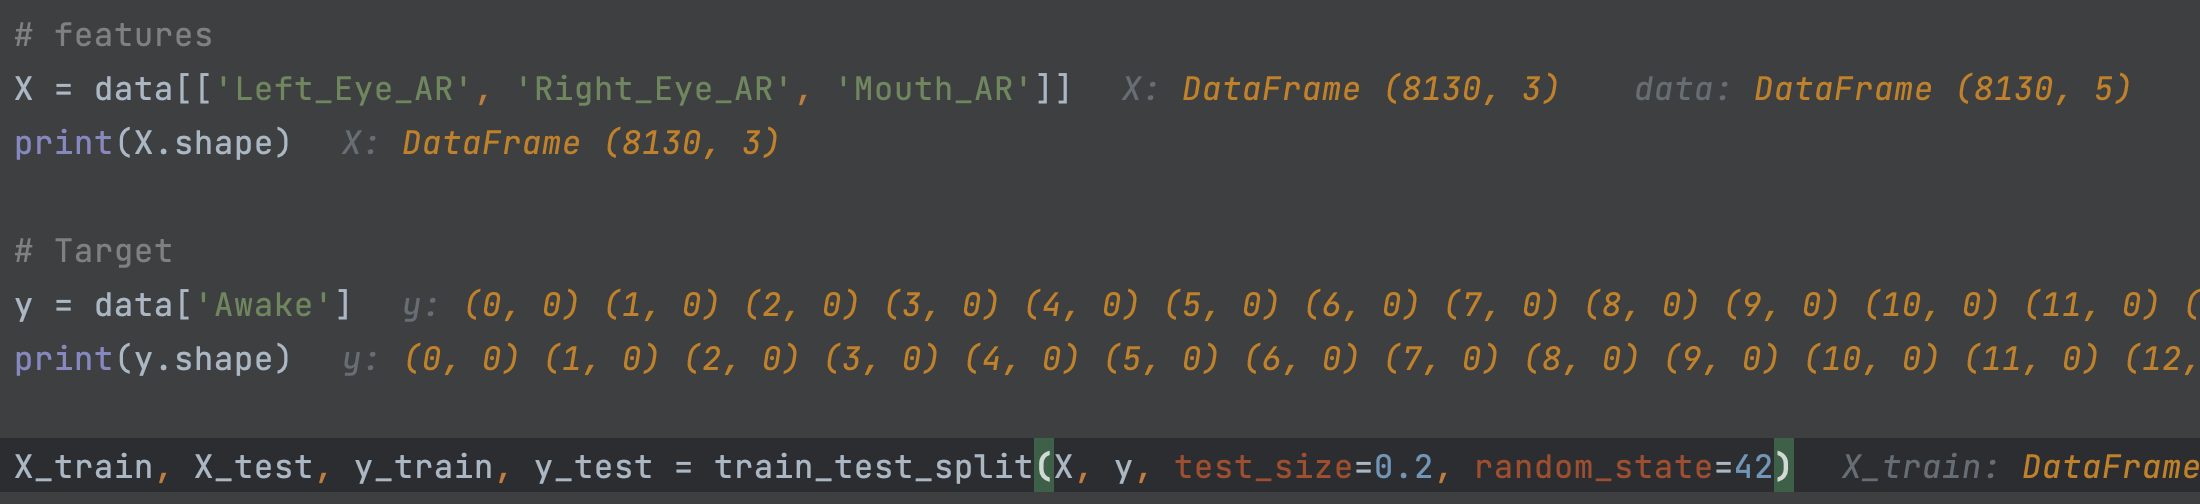 # features
X = data[['Left_Eye_AR', 'Right_Eye_AR', 'Mouth_AR']]  X: DataFrame (8130, 3)  data: DataFrame (8130, 5)
print(X.shape)  X: DataFrame (8130, 3)
# Target
y = data['Awake']  y: (0, 0) (1, 0) (2, 0) (3, 0) (4, 0) (5, 0) (6, 0) (7, 0) (8, 0) (9, 0) (10, 0) (11, 0) (
print(y.shape)  y: (0, 0) (1, 0) (2, 0) (3, 0) (4, 0) (5, 0) (6, 0) (7, 0) (8, 0) (9, 0) (10, 0) (11, 0) (12,
X_train, X_test, y_train, y_test = train_test_split(X, y, test_size=0.2, random_state=42)  X_train: DataFrame